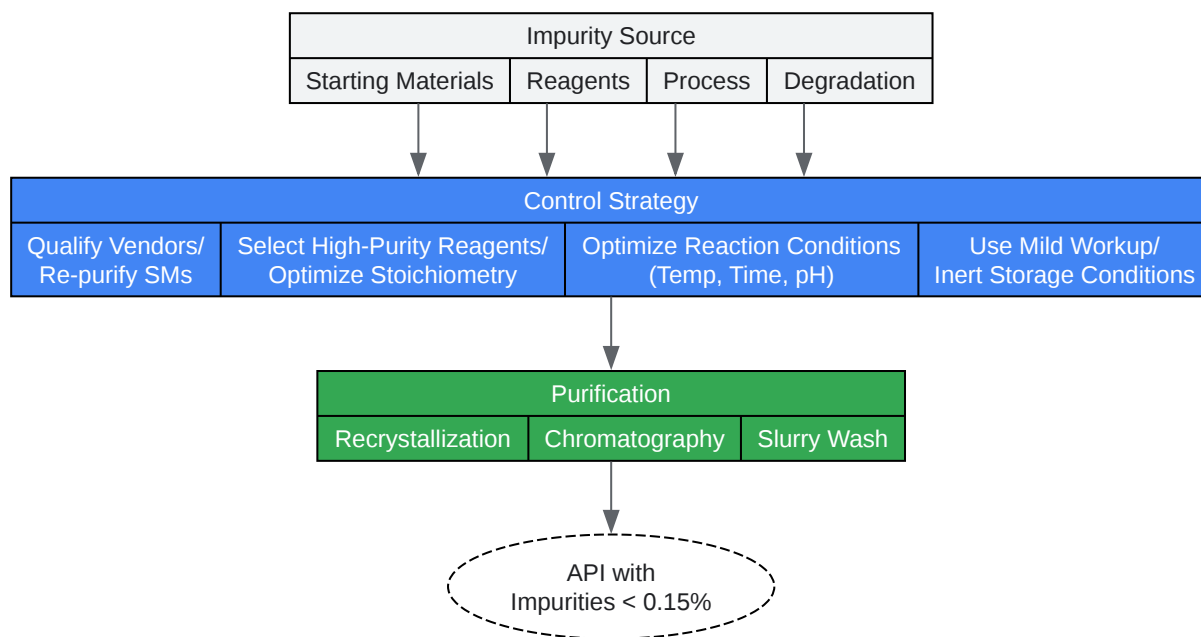 Impurity Source
Starting Materials
Reagents
Process
Degradation
Control Strategy
Qualify Vendors/
Re-purify SMs
Select High-Purity Reagents/
Optimize Stoichiometry
Optimize Reaction Conditions
(Temp, Time, pH)
Use Mild Workup/
Inert Storage Conditions
Purification
Recrystallization
Chromatography
Slurry Wash
API with
Impurities < 0.15%